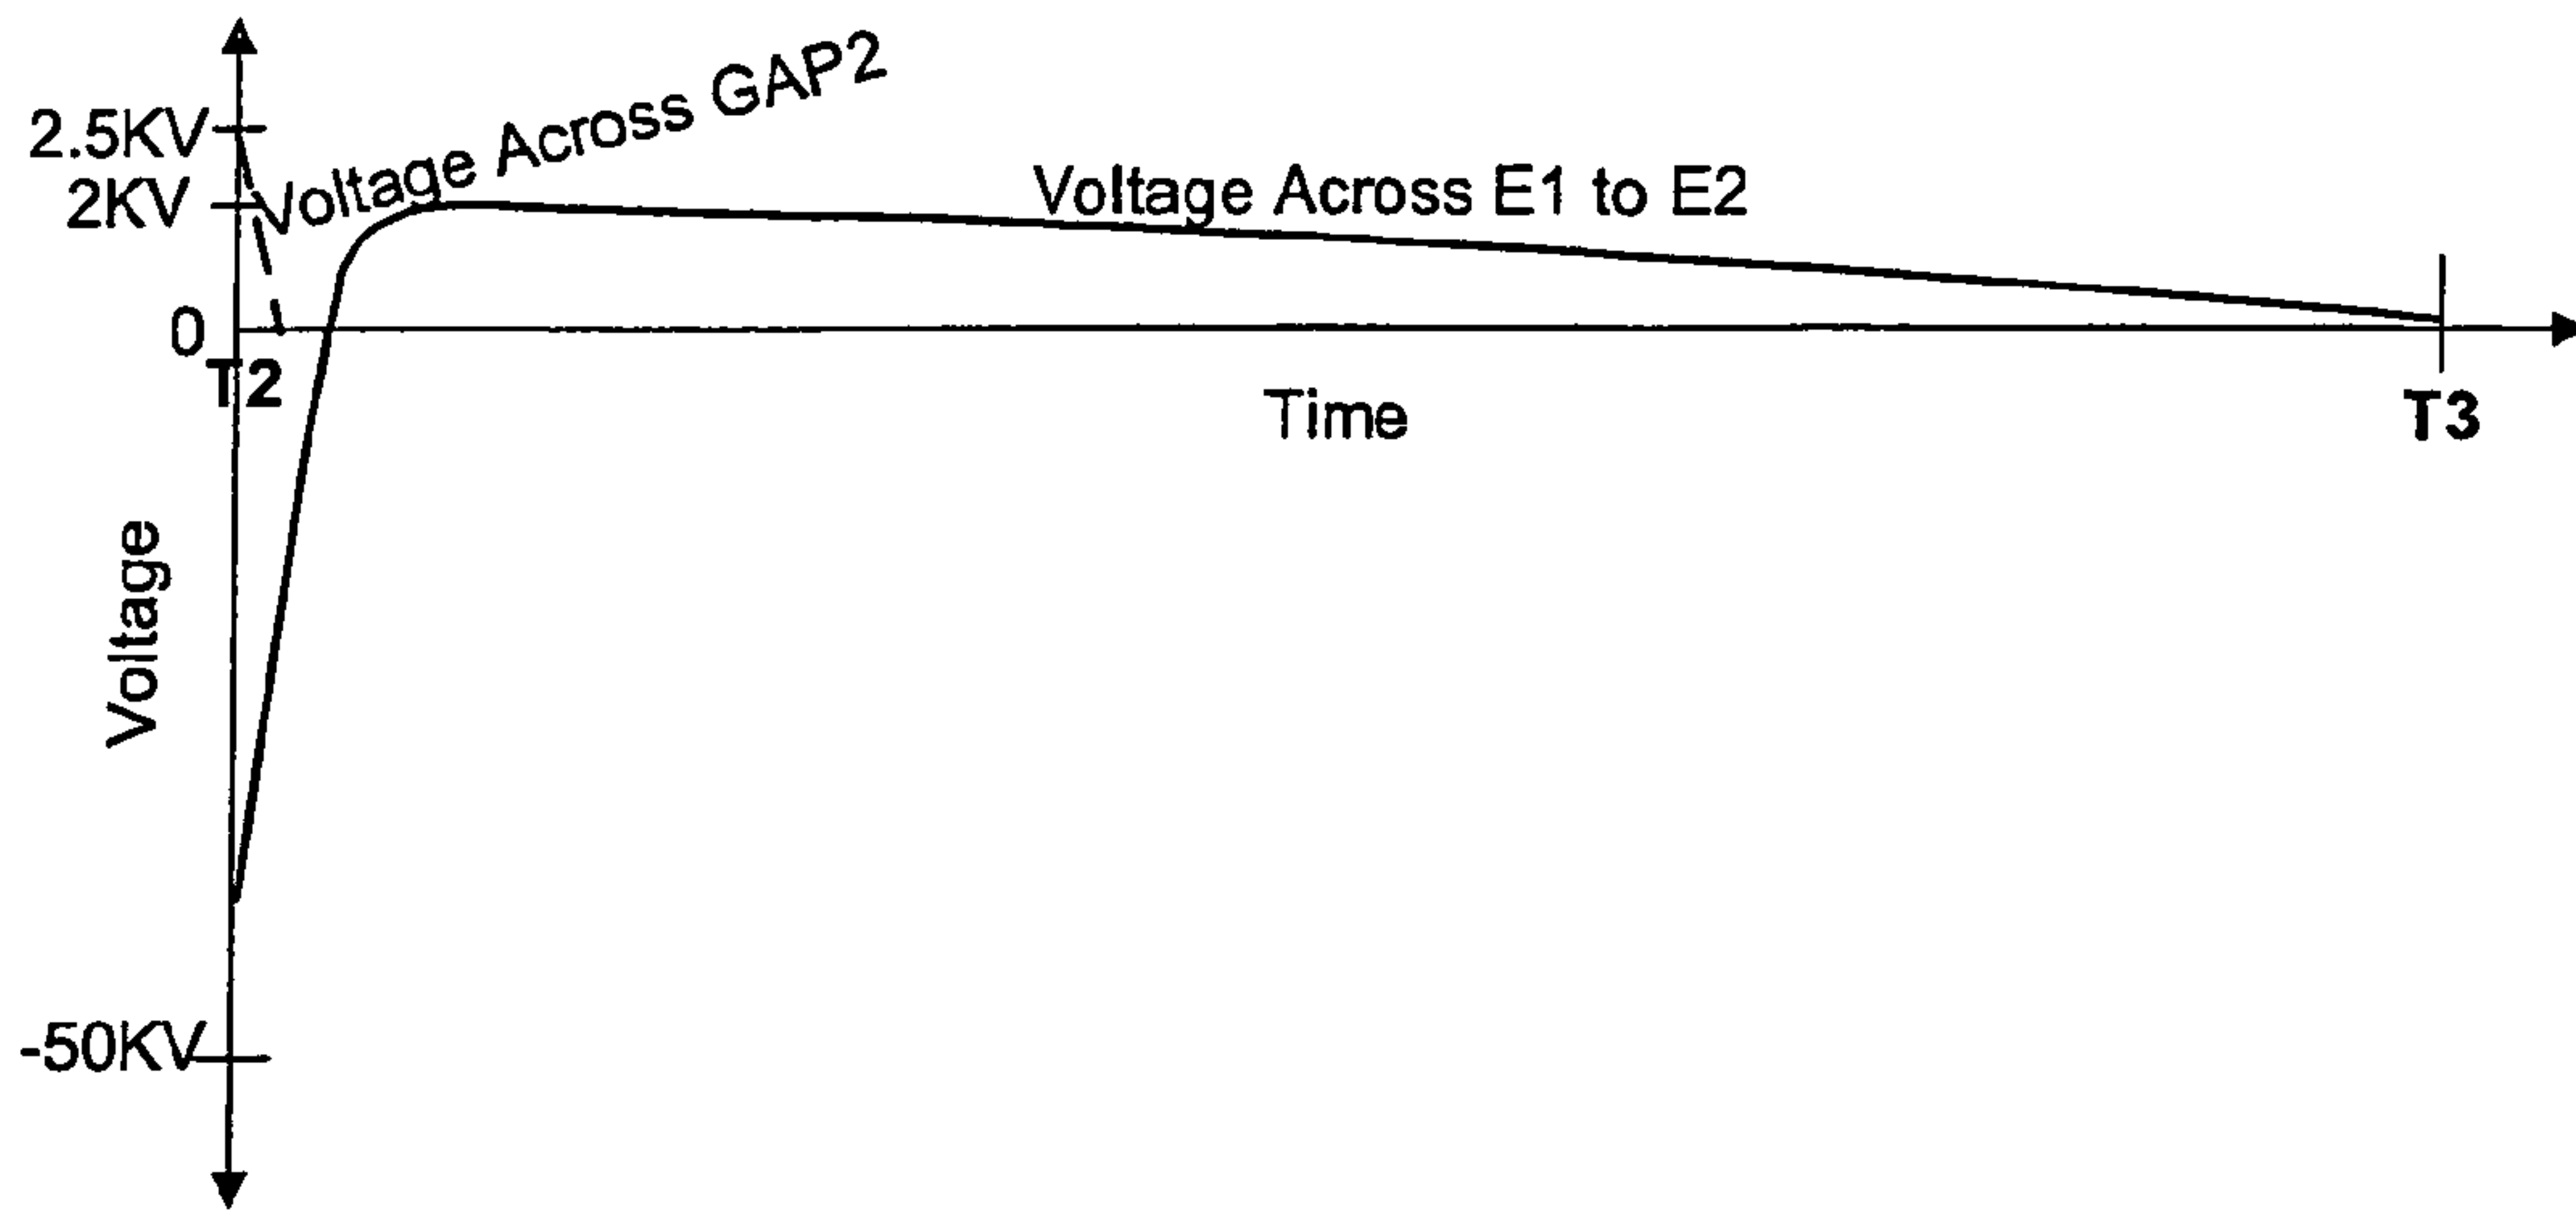 Voltage Across GAP2
2.5KV
2KV
Voltage Across E1 to E2
0
T2
Time
T3
Voltage
-50KV